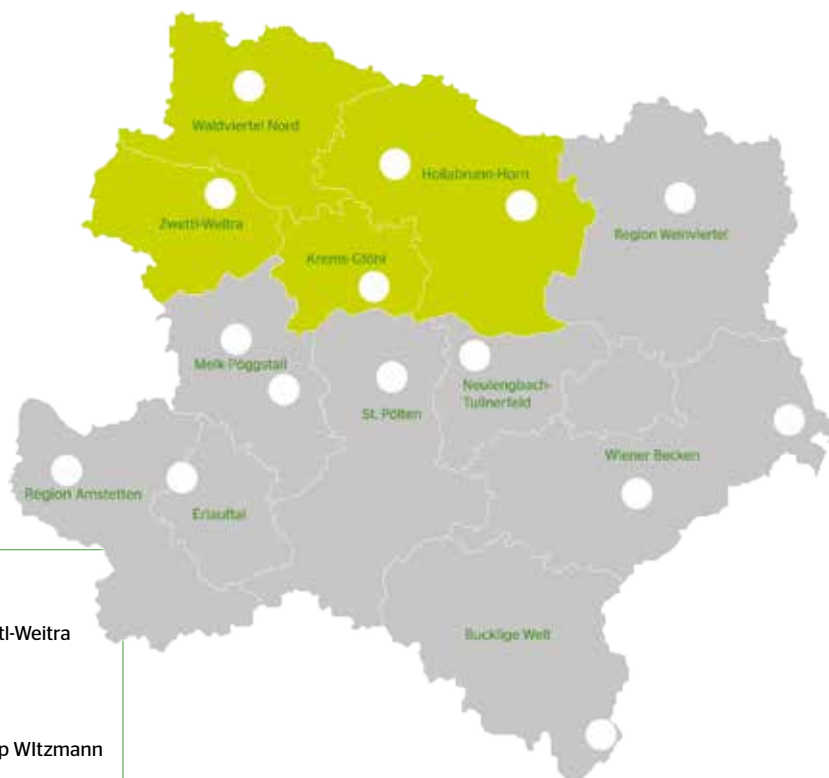 Waldviertel Nord
Hollabrunn-Horn
Zwettl-Weitra
Region Weinviertel
Krems-Gföhl
Melk Pöggstall
St. Pölten
Neulengbach-
Tullnerfeld
Wiener Becken
Region Amstetten
Erlauftal
tl-Weitra
Bucklige Welt
p WItzmann